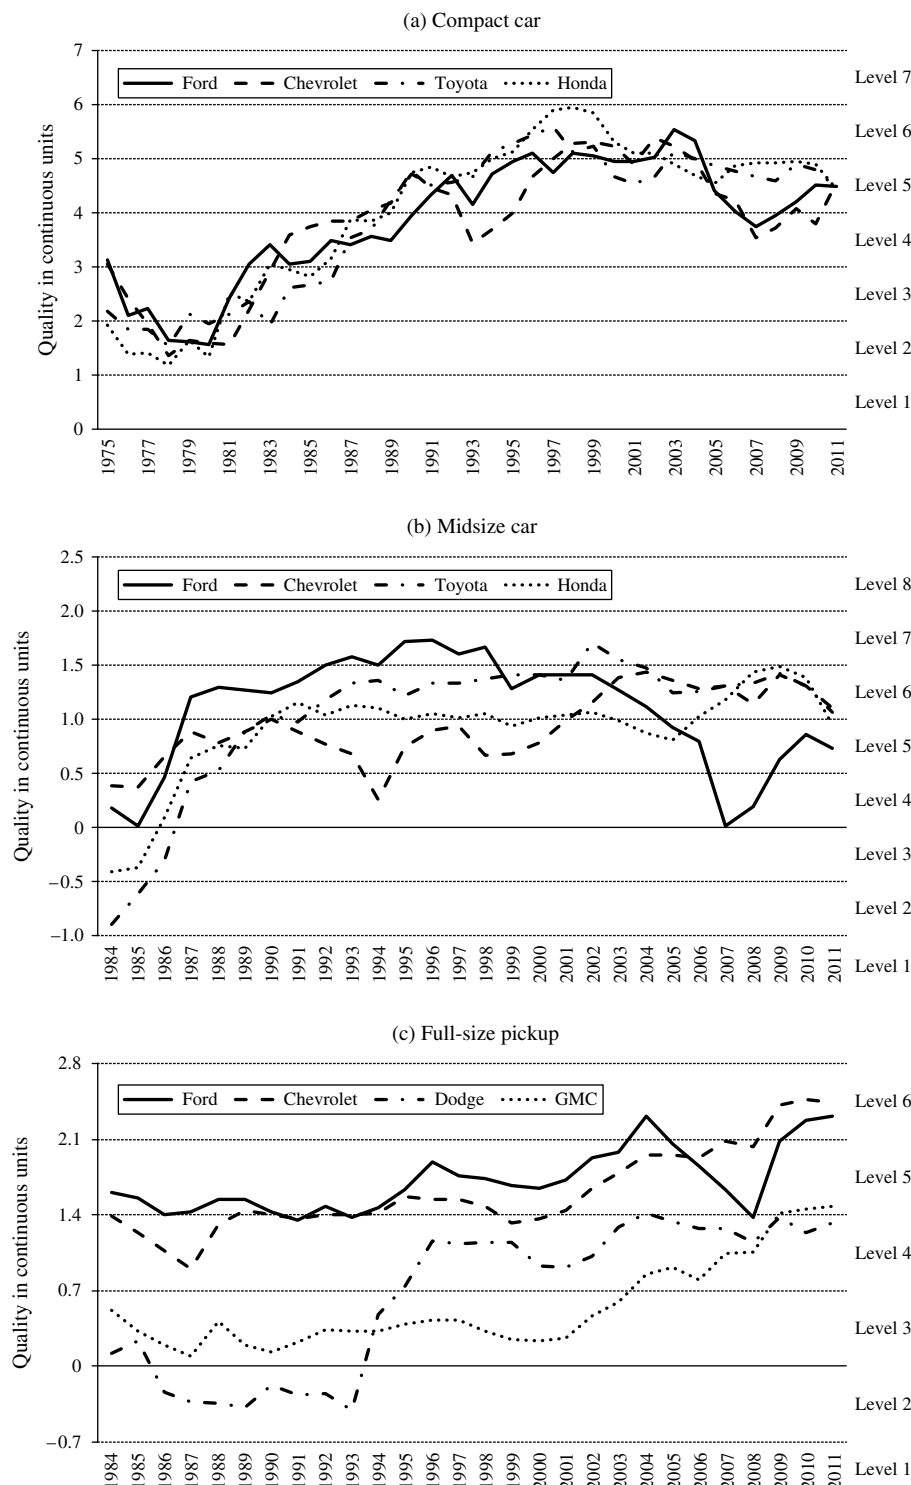 (a) Compact car
Quality in continuous units
7
6
5
4
3
2
1
0
Ford Chevrolet Toyota Honda
Level 7
Level 6
Level 5
Level 4
Level 3
Level 2
Level 1
1975 1977 1979 1981 1983 1985 1987 1989 1991 1993 1995 1997 1999 2001 2003 2005 2007 2009 2011
(b) Midsize car
Quality in continuous units
2.5
2.0
1.5
1.0
0.5
0
−0.5
−1.0
Ford Chevrolet Toyota Honda
Level 8
Level 7
Level 6
Level 5
Level 4
Level 3
Level 2
Level 1
1984 1985 1986 1987 1988 1989 1990 1991 1992 1993 1994 1995 1996 1997 1998 1999 2000 2001 2002 2003 2004 2005 2006 2007 2008 2009 2010 2011
(c) Full-size pickup
Quality in continuous units
2.8
2.1
1.4
0.7
0
−0.7
Ford Chevrolet Dodge GMC
Level 6
Level 5
Level 4
Level 3
Level 2
Level 1
1984 1985 1986 1987 1988 1989 1990 1991 1992 1993 1994 1995 1996 1997 1998 1999 2000 2001 2002 2003 2004 2005 2006 2007 2008 2009 2010 2011